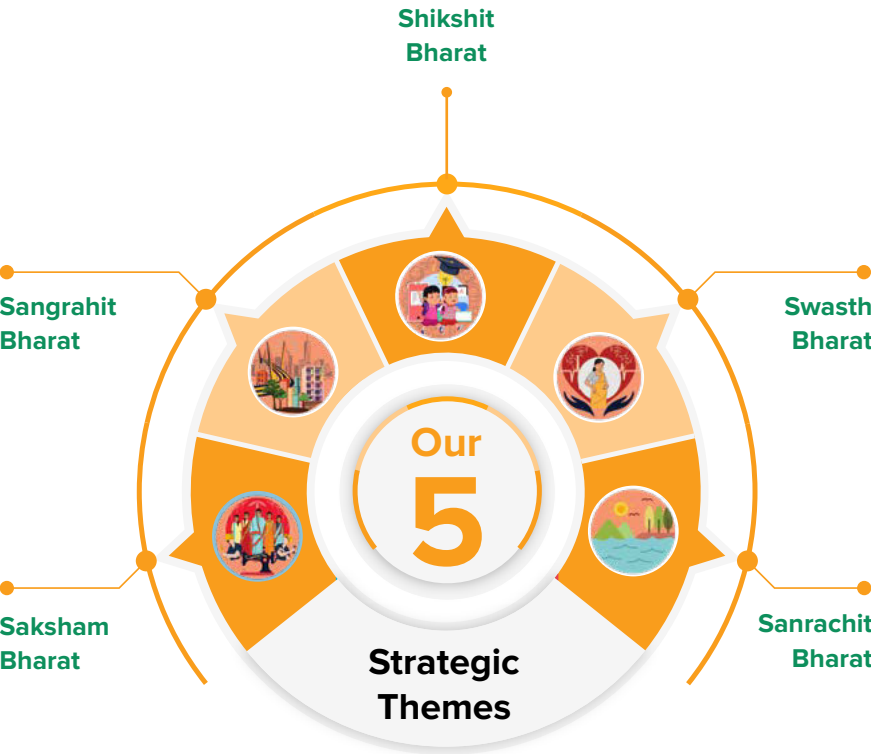 Shikshit
Bharat
Sangrahit
Bharat
Swasth
Bharat
Our
5
Saksham
Bharat
Sanrachit
Bharat
Strategic
Themes